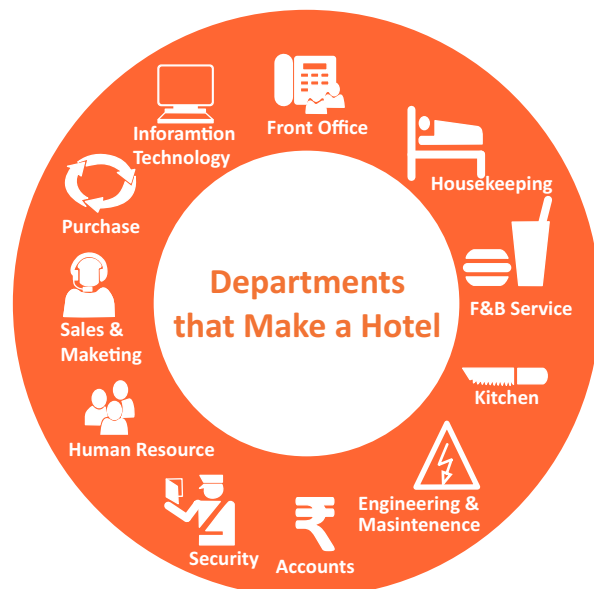 Departments
that Make a Hotel
Front Office
Housekeeping
F&B Service
Kitchen
Engineering &
Masintenence
Accounts
Security
Human Resource
Sales &
Maketing
Purchase
Inforamtion
Technology